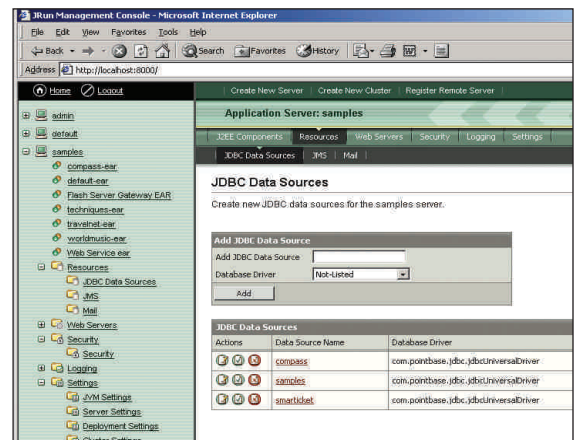 JRun Management Console - Microsoft Internet Explorer
File Edit View Favorites Tools Help
Back Search Favorites History
Address http://localhost:8000/
Home Logout
Create New Server | Create New Cluster | Register Remote Server
admin
default
samples
compass-ear
default-ear
Flash Server Gateway EAR
techniques-ear
travelnet-ear
worldmusic-ear
Web Service ear
Resources
JDBC Data Sources
JMS
Mail
Web Servers
Security
Security
Logging
Settings
JVM Settings
Server Settings
Deployment Settings
Cluster Settings
Application Server: samples
J2EE Components | Resources | Web Servers | Security | Logging | Settings
JDBC Data Sources | JMS | Mail |
JDBC Data Sources
Create new JDBC data sources for the samples server.
Add JDBC Data Source
Add JDBC Data Source
Database Driver Not-Listed
Add
JDBC Data Sources
Actions Data Source Name Database Driver
compass com.pointbase.jdbc.jdbcUniversalDriver
samples com.pointbase.jdbc.jdbcUniversalDriver
smarticket com.pointbase.jdbc.jdbcUniversalDriver